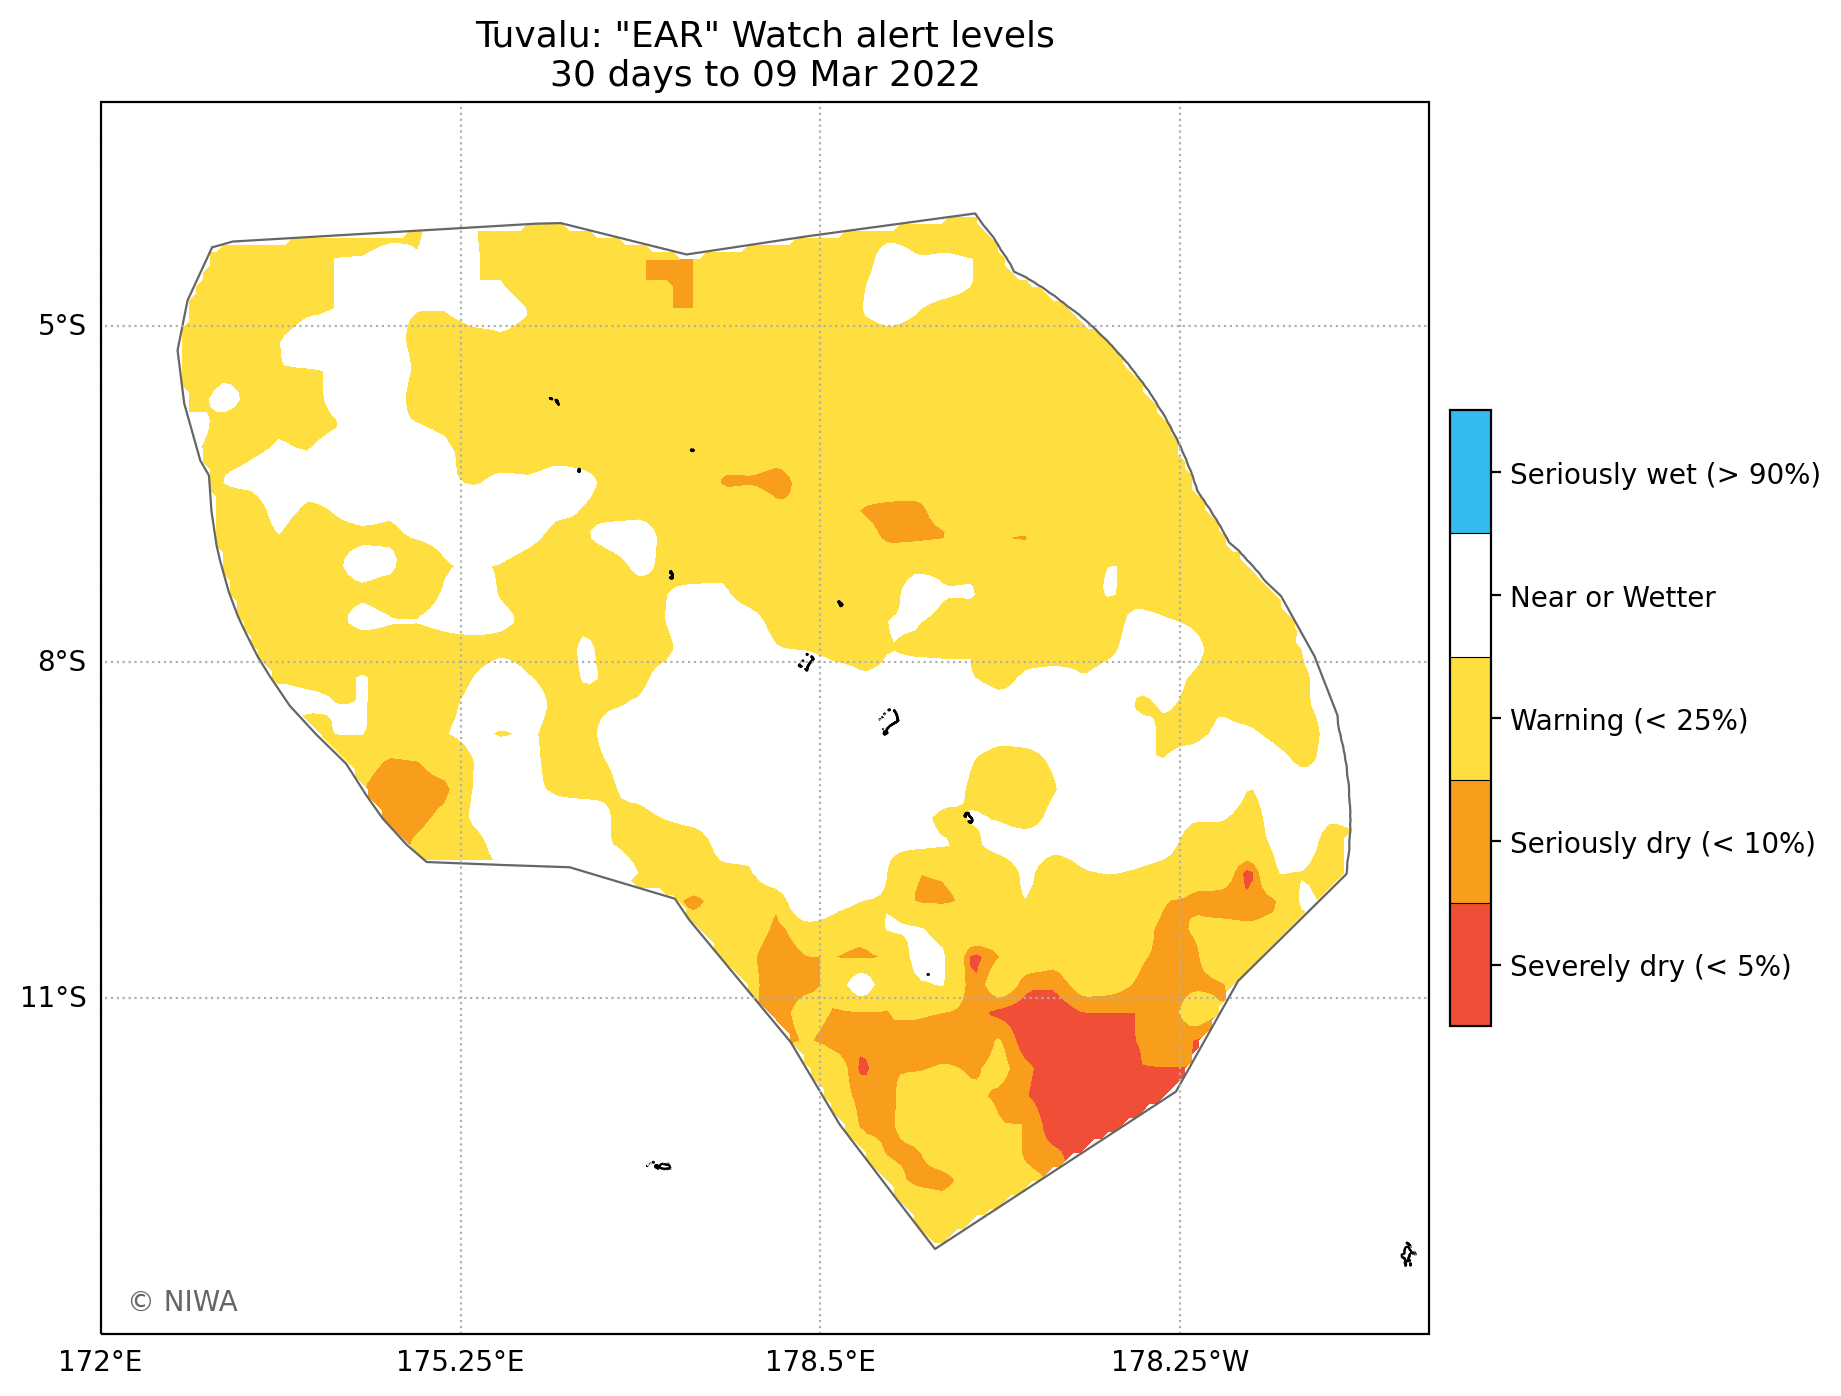 Tuvalu: "EAR" Watch alert levels
30 days to 09 Mar 2022
5°S
8°S
11°S
172°E
175.25°E
178.5°E
178.25°W
© NIWA
Seriously wet (> 90%)
Near or Wetter
Warning (< 25%)
Seriously dry (< 10%)
Severely dry (< 5%)